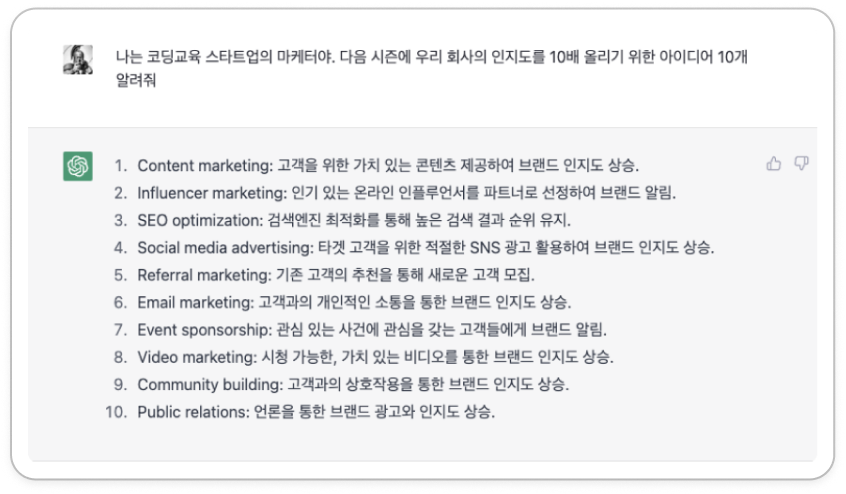 나는 코딩교육 스타트업의 마케터야. 다음 시즌에 우리 회사의 인지도를 10배 올리기 위한 아이디어 10개
알려줘
1. Content marketing: 고객을 위한 가치 있는 콘텐츠 제공하여 브랜드 인지도 상승.
2. Influencer marketing: 인기 있는 온라인 인플루언서를 파트너로 선정하여 브랜드 알림.
3. SEO optimization: 검색엔진 최적화를 통해 높은 검색 결과 순위 유지.
4. Social media advertising: 타겟 고객을 위한 적절한 SNS 광고 활용하여 브랜드 인지도 상승.
5. Referral marketing: 기존 고객의 추천을 통해 새로운 고객 모집.
6. Email marketing: 고객과의 개인적인 소통을 통한 브랜드 인지도 상승.
7. Event sponsorship: 관심 있는 사건에 관심을 갖는 고객들에게 브랜드 알림.
8. Video marketing: 시청 가능한, 가치 있는 비디오를 통한 브랜드 인지도 상승.
9. Community building: 고객과의 상호작용을 통한 브랜드 인지도 상승.
10. Public relations: 언론을 통한 브랜드 광고와 인지도 상승.